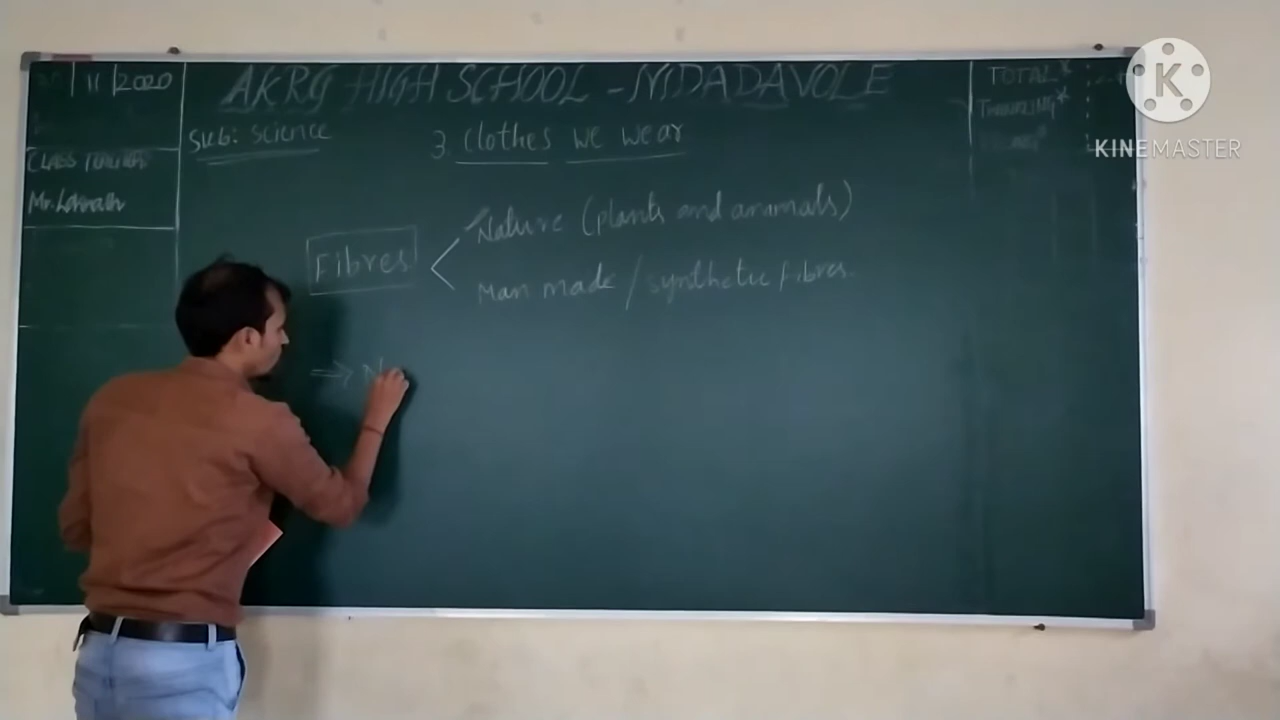 11/2020
AKRG HIGH SCHOOL - NIDADAVOLE
TOTAL*
Sub: science
3. clothes we wear
CLASS TEACHER
Mr.
Nature (plants and animals)
Fibres
Man made / synthetic fibres.
⇒ N
K
KINEMASTER